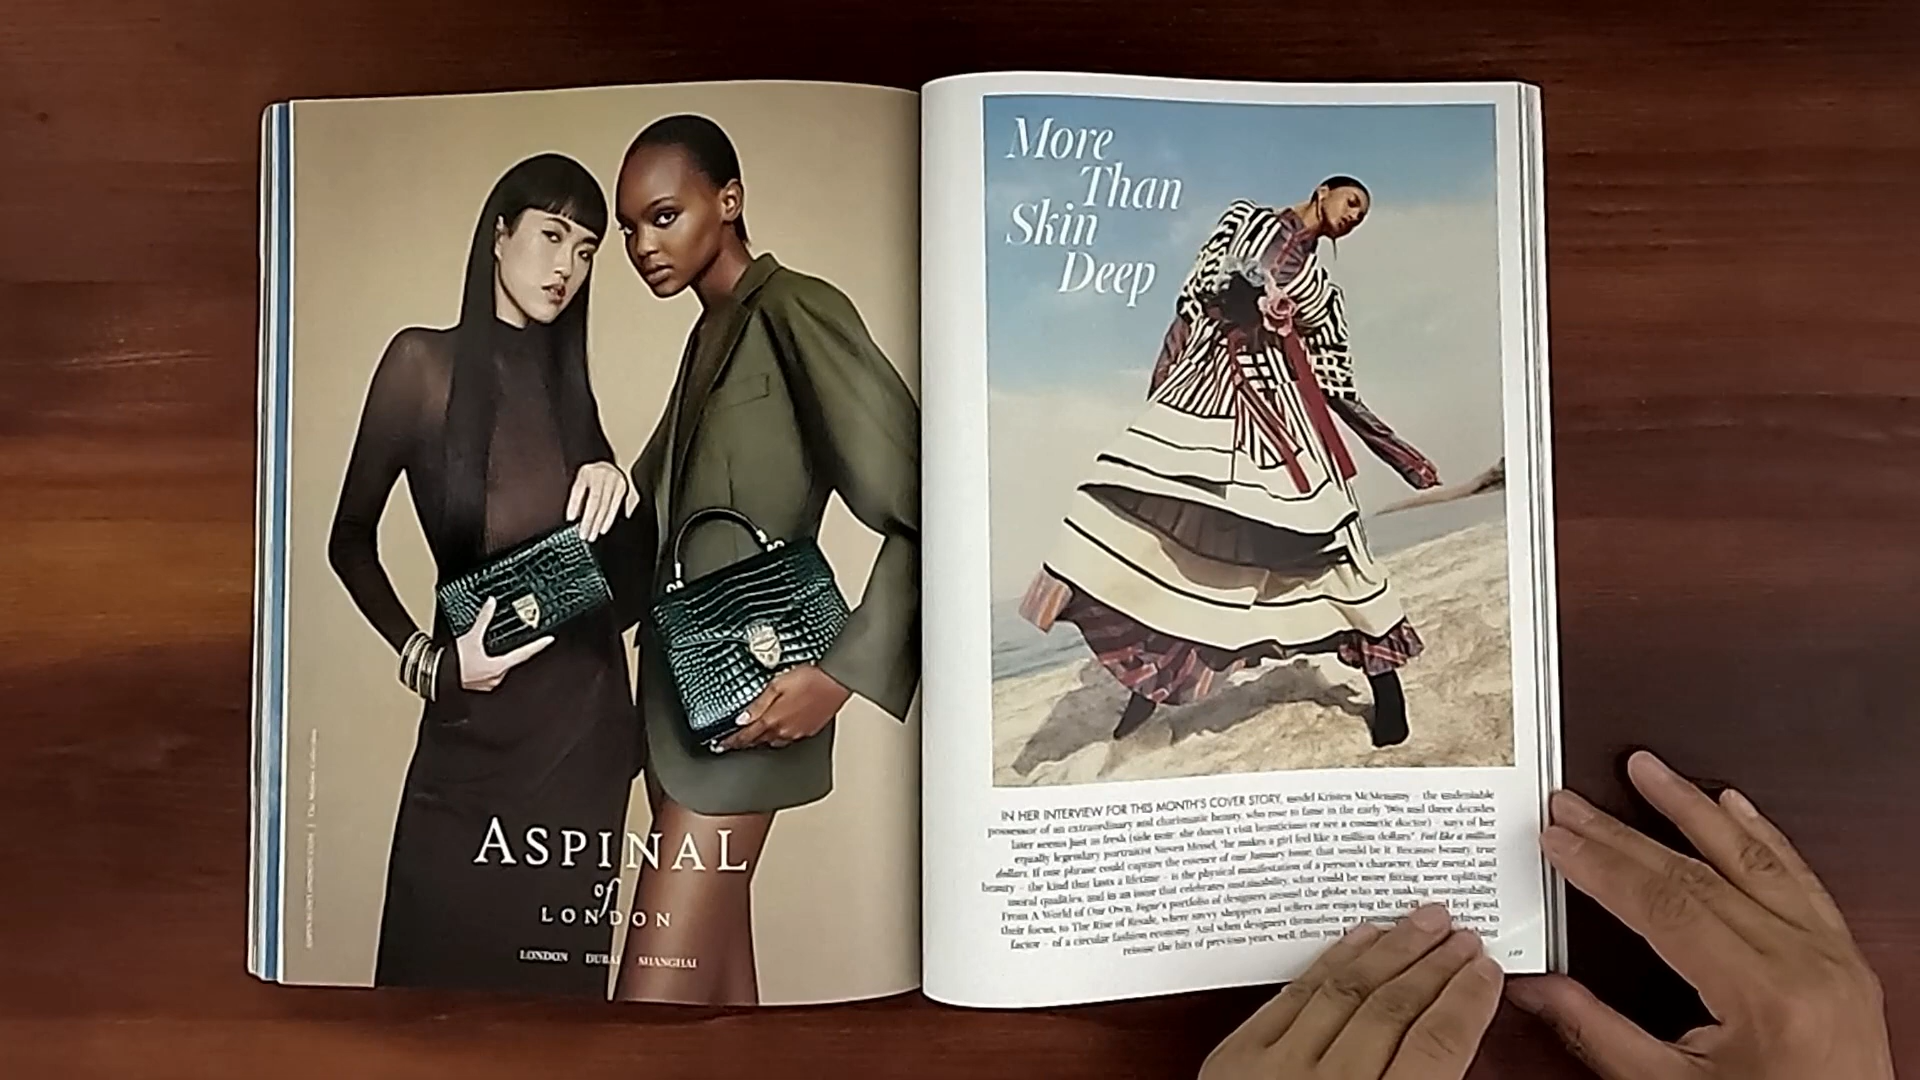 ASPINAL
of
LONDON
LONDON DUBAI SHANGHAI
More
Than
Skin
Deep
IN HER INTERVIEW FOR THIS MONTH'S COVER STORY, model Kristen McMenamy – the undeniable
possessor of an extraordinary and charismatic beauty, who rose to fame in the early '90s and three decades
later seems just as fresh (side note: she doesn't visit beauticians or see a cosmetic doctor) – says of her
equally legendary portraitist Steven Meisel, "he makes a girl feel like a million dollars". Feel like a million
dollars. If one phrase could capture the essence of our January issue, that would be it. Because beauty, true
beauty – the kind that lasts a lifetime – is the physical manifestation of a person's character, their mental and
moral qualities, and in an issue that celebrates sustainability, what could be more fitting, more uplifting?
From A World of Our Own, Vogue's portfolio of designers around the globe who are making sustainability
their focus, to The Rise of Resale, where savvy shoppers and sellers are enjoying the thrill feel good
factor – of a circular fashion economy. And when designers themselves are archives to
reissue the hits of previous years, well, then you